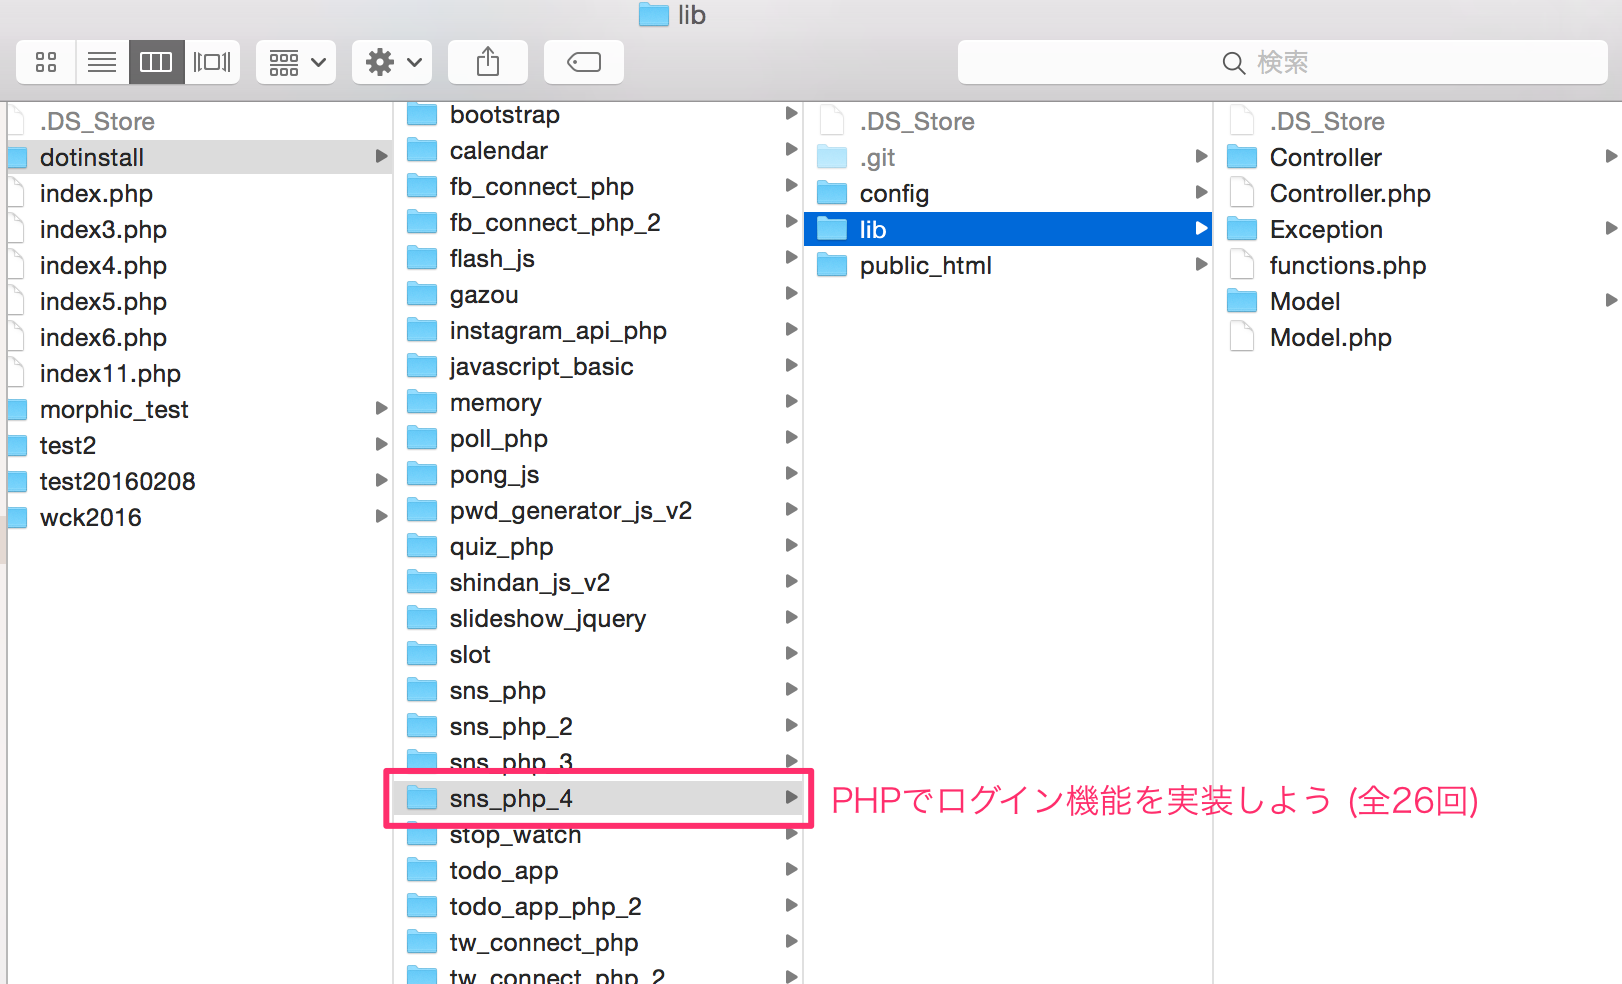 lib
検索
.DS_Store
dotinstall
index.php
index3.php
index4.php
index5.php
index6.php
index11.php
morphic_test
test2
test20160208
wck2016
bootstrap
calendar
fb_connect_php
fb_connect_php_2
flash_js
gazou
instagram_api_php
javascript_basic
memory
poll_php
pong_js
pwd_generator_js_v2
quiz_php
shindan_js_v2
slideshow_jquery
slot
sns_php
sns_php_2
sns_php_3
sns_php_4
stop_watch
todo_app
todo_app_php_2
tw_connect_php
tw_connect_php_2
.DS_Store
.git
config
lib
public_html
PHPでログイン機能を実装しよう (全26回)
.DS_Store
Controller
Controller.php
Exception
functions.php
Model
Model.php